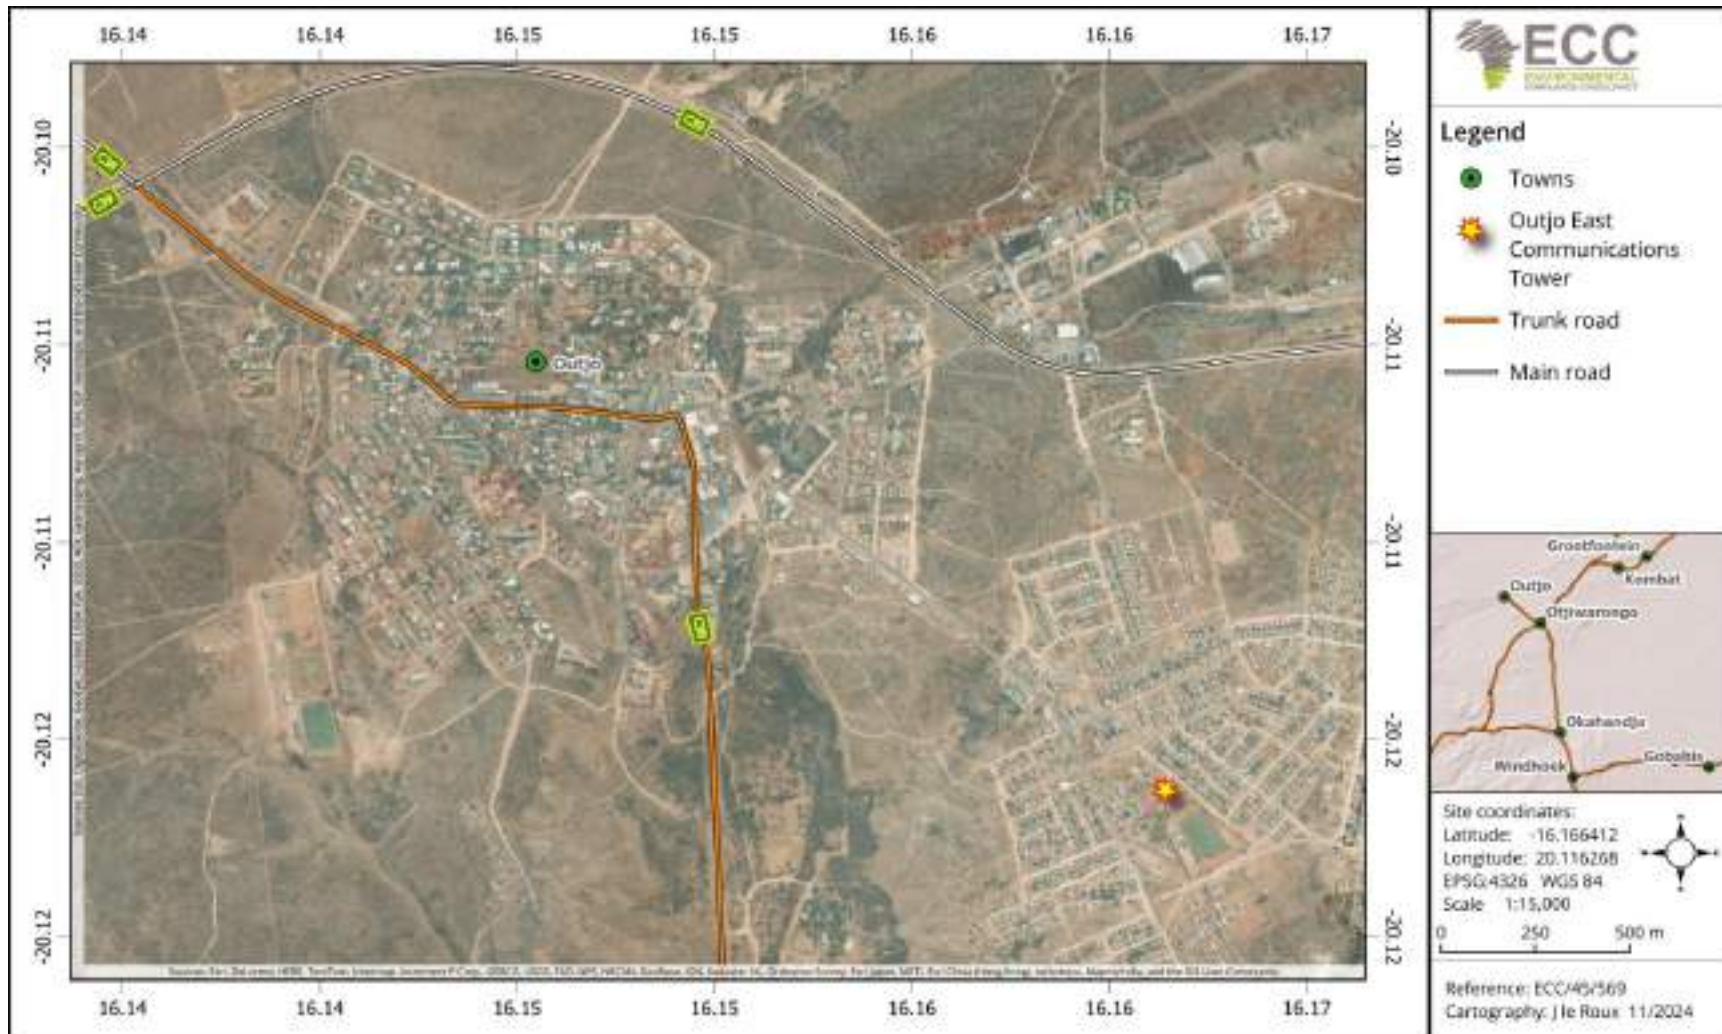 16.14 16.14 16.15 16.15 16.16 16.16 16.17
ECC
ENVIRONMENTAL
COMPLIANCE CONSULTANCY
Legend
Towns
Outjo East
Communications
Tower
Trunk road
Main road
-20.10
-20.11
-20.11
-20.12
-20.12
Outjo
-20.10
-20.11
-20.11
-20.12
-20.12
Grootfontein
Kombat
Outjo
Otjiwarongo
Okahandja
Windhoek
Gobabis
Site coordinates:
Latitude: -16.166412
Longitude: 20.116268
EPSG:4326 WGS 84
Scale 1:15,000
0 250 500 m
Reference: ECC/45/569
Cartography: J le Roux 11/2024
16.14 16.14 16.15 16.15 16.16 16.16 16.17